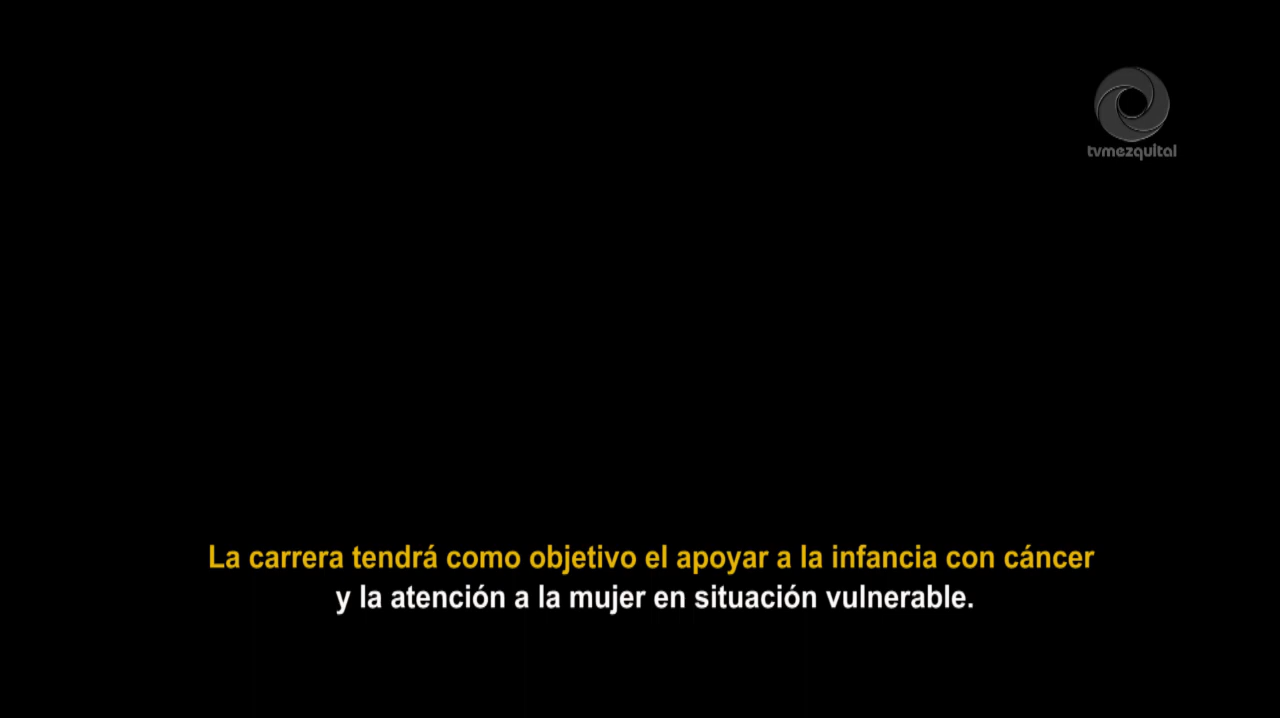 tvmezquital
La carrera tendrá como objetivo el apoyar a la infancia con cáncer
y la atención a la mujer en situación vulnerable.